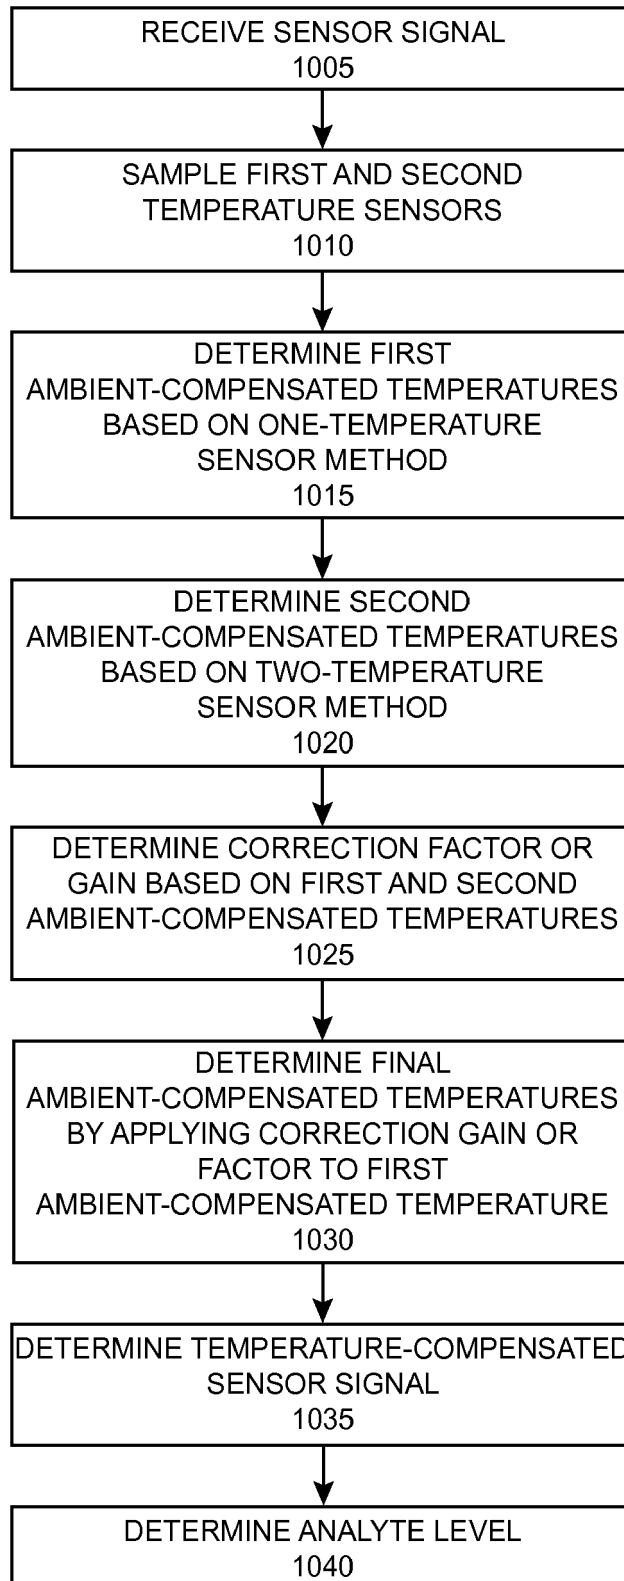 RECEIVE SENSOR SIGNAL
1005
SAMPLE FIRST AND SECOND
TEMPERATURE SENSORS
1010
DETERMINE FIRST
AMBIENT-COMPENSATED TEMPERATURES
BASED ON ONE-TEMPERATURE
SENSOR METHOD
1015
DETERMINE SECOND
AMBIENT-COMPENSATED TEMPERATURES
BASED ON TWO-TEMPERATURE
SENSOR METHOD
1020
DETERMINE CORRECTION FACTOR OR
GAIN BASED ON FIRST AND SECOND
AMBIENT-COMPENSATED TEMPERATURES
1025
DETERMINE FINAL
AMBIENT-COMPENSATED TEMPERATURES
BY APPLYING CORRECTION GAIN OR
FACTOR TO FIRST
AMBIENT-COMPENSATED TEMPERATURE
1030
DETERMINE TEMPERATURE-COMPENSATED
SENSOR SIGNAL
1035
DETERMINE ANALYTE LEVEL
1040